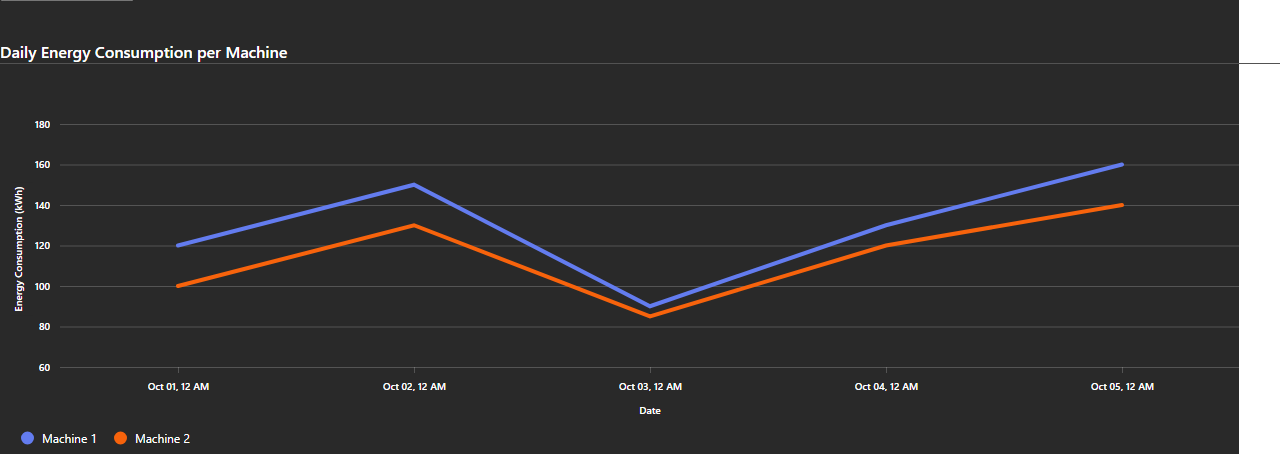 Daily Energy Consumption per Machine
Energy Consumption (kWh)
180
160
140
120
100
80
60
Oct 01, 12 AM
Oct 02, 12 AM
Oct 03, 12 AM
Oct 04, 12 AM
Oct 05, 12 AM
Date
Machine 1
Machine 2